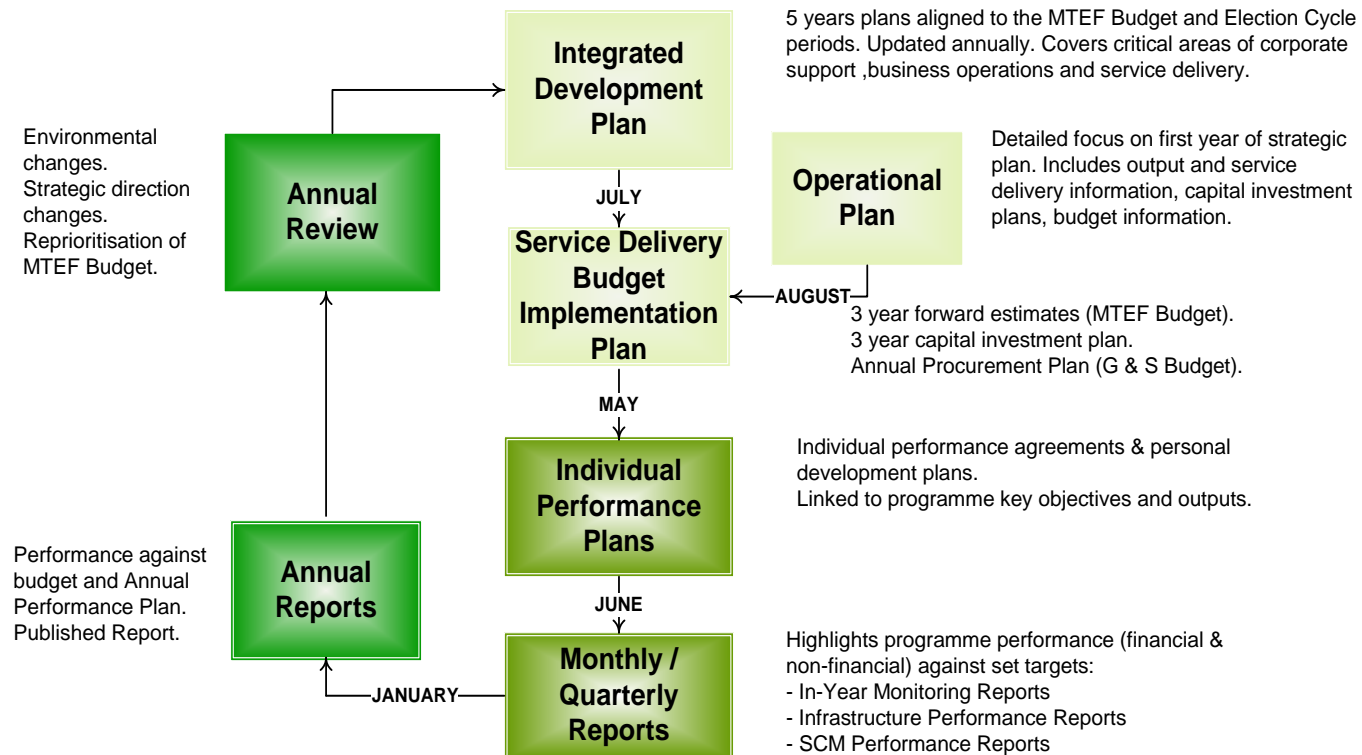 5 years plans aligned to the MTEF Budget and Election Cycle
periods. Updated annually. Covers critical areas of corporate
support ,business operations and service delivery.
Integrated
Development
Plan
Environmental
changes.
Strategic direction
changes.
Reprioritisation of
MTEF Budget.
Annual
Review
JULY
Operational
Plan
Detailed focus on first year of strategic
plan. Includes output and service
delivery information, capital investment
plans, budget information.
Service Delivery
Budget
Implementation
Plan
AUGUST
3 year forward estimates (MTEF Budget).
3 year capital investment plan.
Annual Procurement Plan (G & S Budget).
MAY
Individual
Performance
Plans
Individual performance agreements & personal
development plans.
Linked to programme key objectives and outputs.
Performance against
budget and Annual
Performance Plan.
Published Report.
Annual
Reports
JUNE
Monthly /
Quarterly
Reports
JANUARY
Highlights programme performance (financial &
non-financial) against set targets:
- In-Year Monitoring Reports
- Infrastructure Performance Reports
- SCM Performance Reports